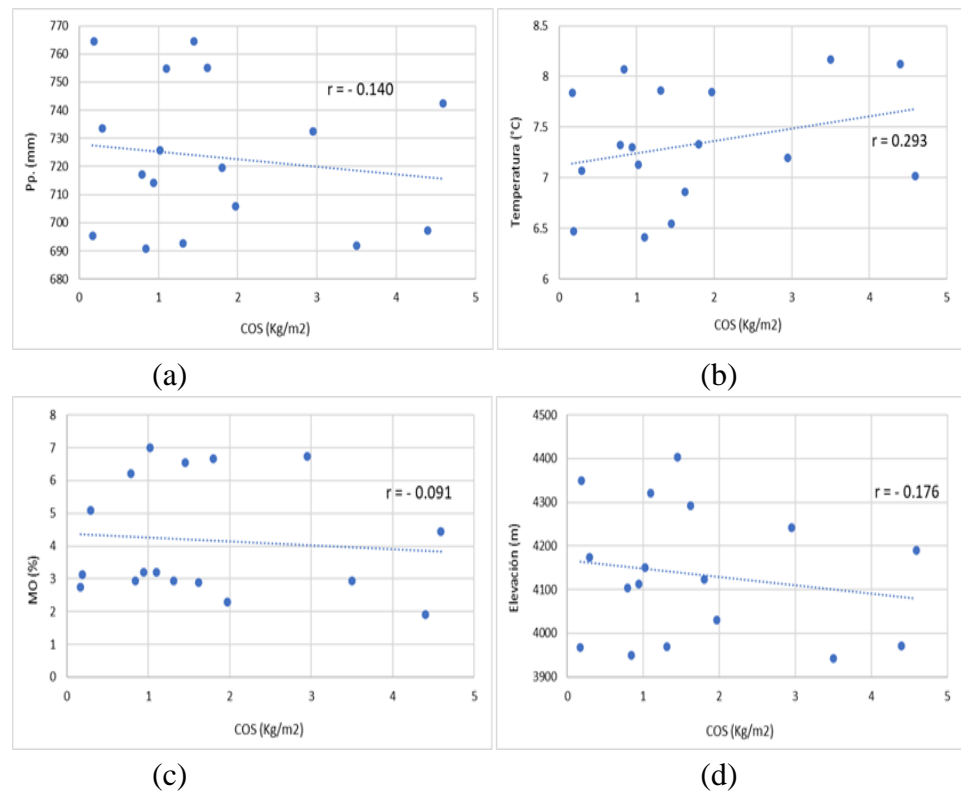 770
760
750
740
730
720
710
700
690
680
Pp. (mm)
r = - 0.140
0 1 2 3 4 5
COS (Kg/m2)
(a)
8.5
8
7.5
7
6.5
6
Temperatura (°C)
r = 0.293
0 1 2 3 4 5
COS (Kg/m2)
(b)
8
7
6
5
4
3
2
1
0
MO (%)
r = - 0.091
0 1 2 3 4 5
COS (Kg/m2)
(c)
4500
4400
4300
4200
4100
4000
3900
Elevación (m)
r = - 0.176
0 1 2 3 4 5
COS (Kg/m2)
(d)